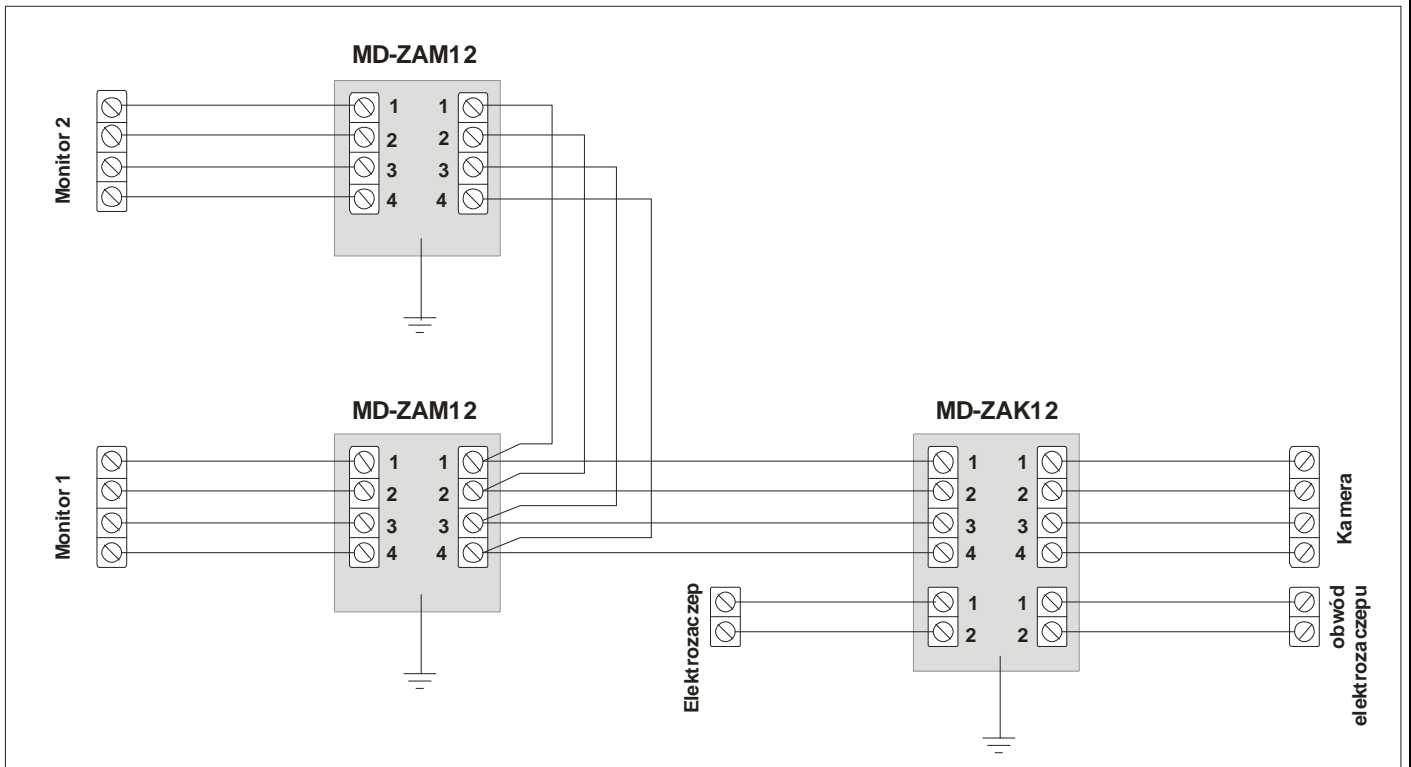 MD-ZAM12
Monitor 2
1 1
2 2
3 3
4 4
MD-ZAM12
Monitor 1
1 1
2 2
3 3
4 4
MD-ZAK12
1 1
2 2
3 3
4 4
Kamera
Elektrozaczep
1 1
2 2
obwód
elektrozaczepu